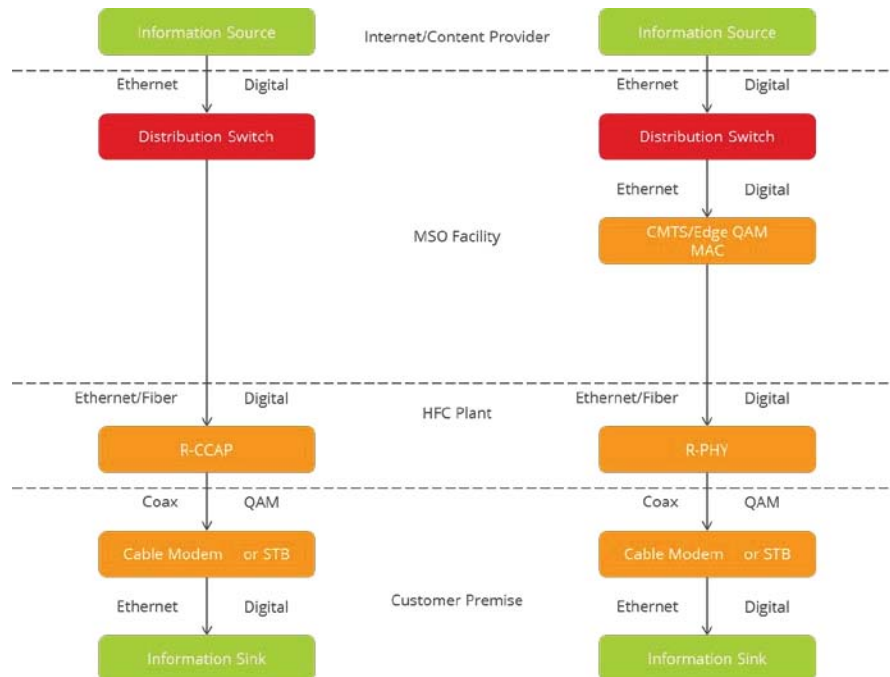 Information Source
Internet/Content Provider
Information Source
Ethernet Digital
Ethernet Digital
Distribution Switch
Distribution Switch
Ethernet Digital
MSO Facility
CMTS/Edge QAM
MAC
Ethernet/Fiber Digital
Ethernet/Fiber Digital
HFC Plant
R-CCAP
R-PHY
Coax QAM
Coax QAM
Cable Modem or STB
Cable Modem or STB
Ethernet Digital
Customer Premise
Ethernet Digital
Information Sink
Information Sink